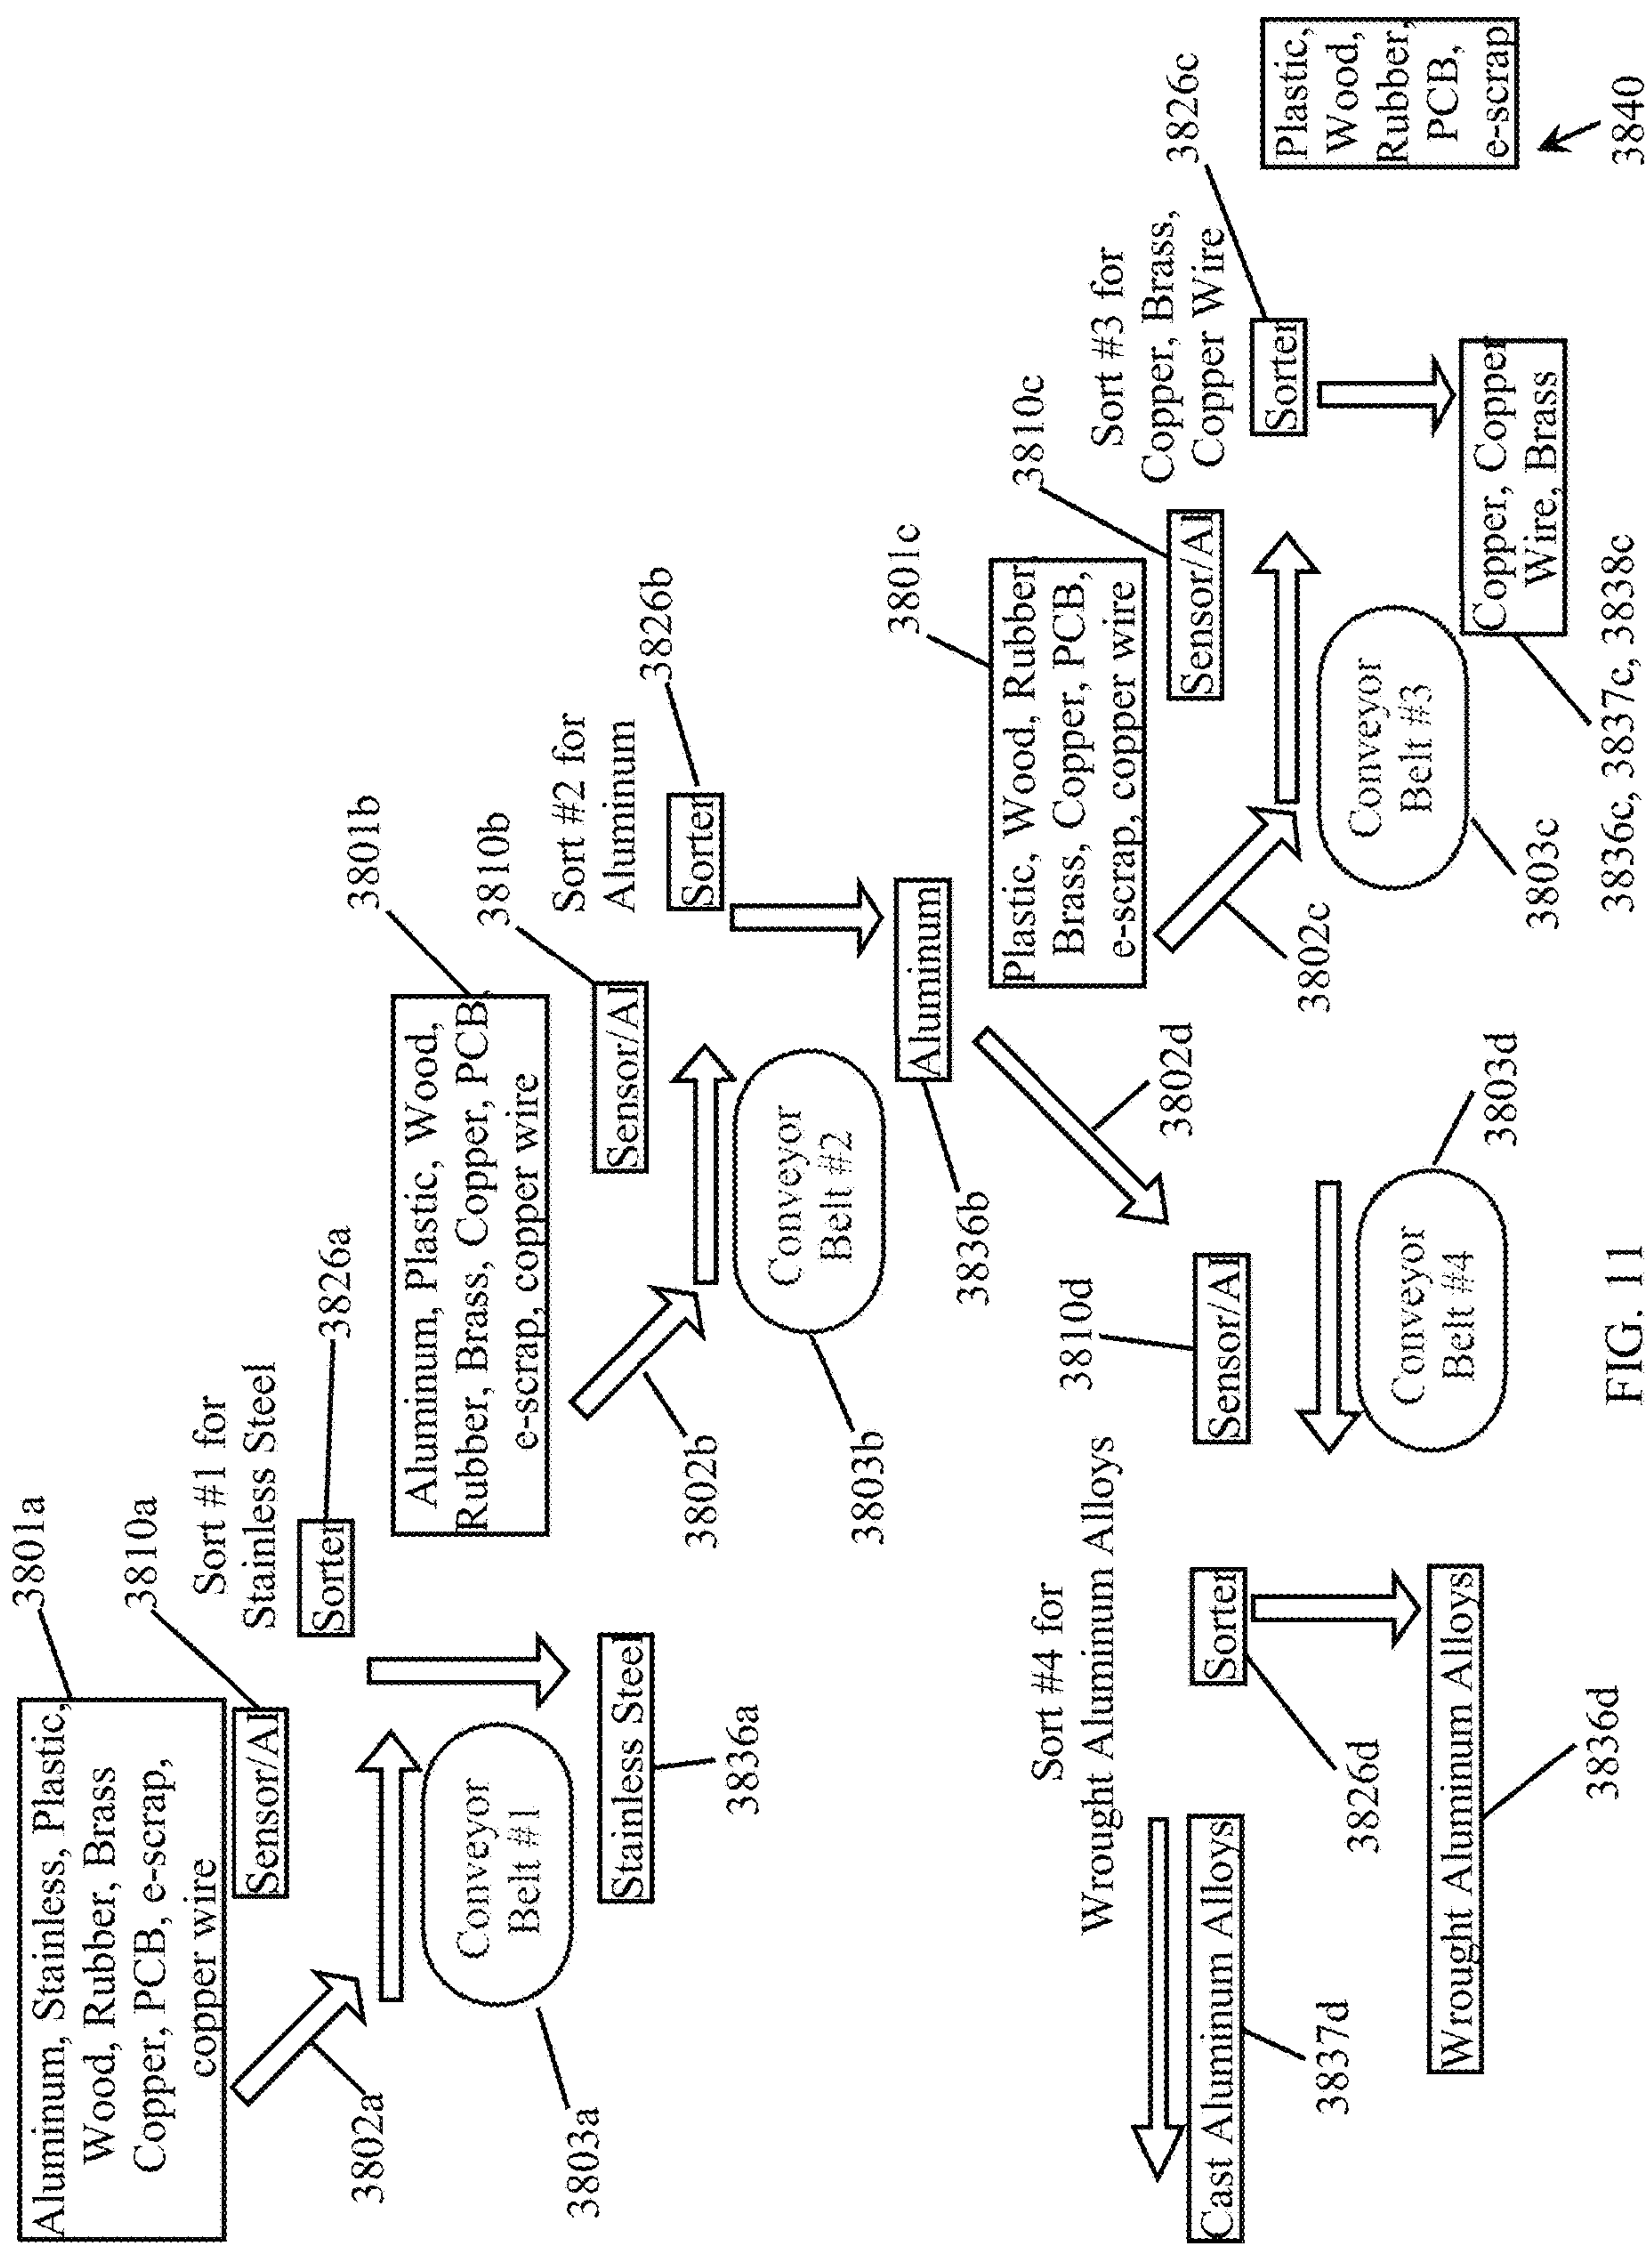 3801a
Aluminum, Stainless, Plastic,
Wood, Rubber, Brass
Copper, PCB, e-scrap,
copper wire
3810a
Sensor/AI
Sort #1 for
Stainless Steel
3826a
Sorter
3802a
Conveyor
Belt #1
3803a
Stainless Steel
3836a
3801b
Aluminum, Plastic, Wood,
Rubber, Brass, Copper, PCB,
e-scrap, copper wire
3810b
Sensor/AI
Sort #2 for
Aluminum
3826b
Sorter
3802b
Conveyor
Belt #2
3803b
Aluminum
3836b
3801c
Plastic, Wood, Rubber
Brass, Copper, PCB,
e-scrap, copper wire
3810c
Sensor/AI
Sort #3 for
Copper, Brass,
Copper Wire
3826c
Sorter
3802c
Conveyor
Belt #3
3803c
Copper, Copper
Wire, Brass
3836c, 3837c, 3838c
Plastic,
Wood,
Rubber,
PCB,
e-scrap
3840
3802d
3810d
Sensor/AI
Conveyor
Belt #4
3803d
Sort #4 for
Wrought Aluminum Alloys
Sorter
3826d
Cast Aluminum Alloys
3837d
Wrought Aluminum Alloys
3836d
FIG. 11